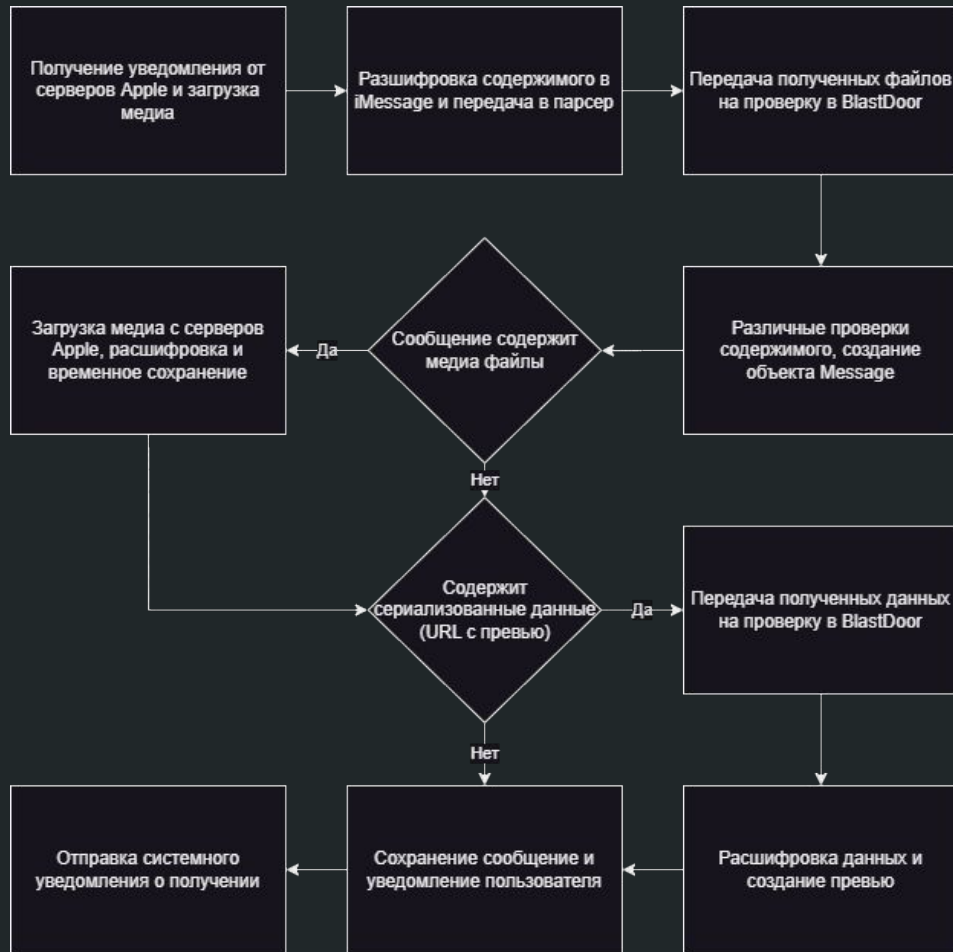 Получение уведомления от
серверов Apple и загрузка
медиа
Разшифровка содержимого в
iMessage и передача в парсер
Передача полученных файлов
на проверку в BlastDoor
Загрузка медиа с серверов
Apple, расшифровка и
временное сохранение
Да
Сообщение содержит
медиа файлы
Различные проверки
содержимого, создание
объекта Message
Нет
Содержит
сериализованные данные
(URL с превью)
Да
Передача полученных данных
на проверку в BlastDoor
Нет
Отправка системного
уведомления о получении
Сохранение сообщение и
уведомление пользователя
Расшифровка данных и
создание превью